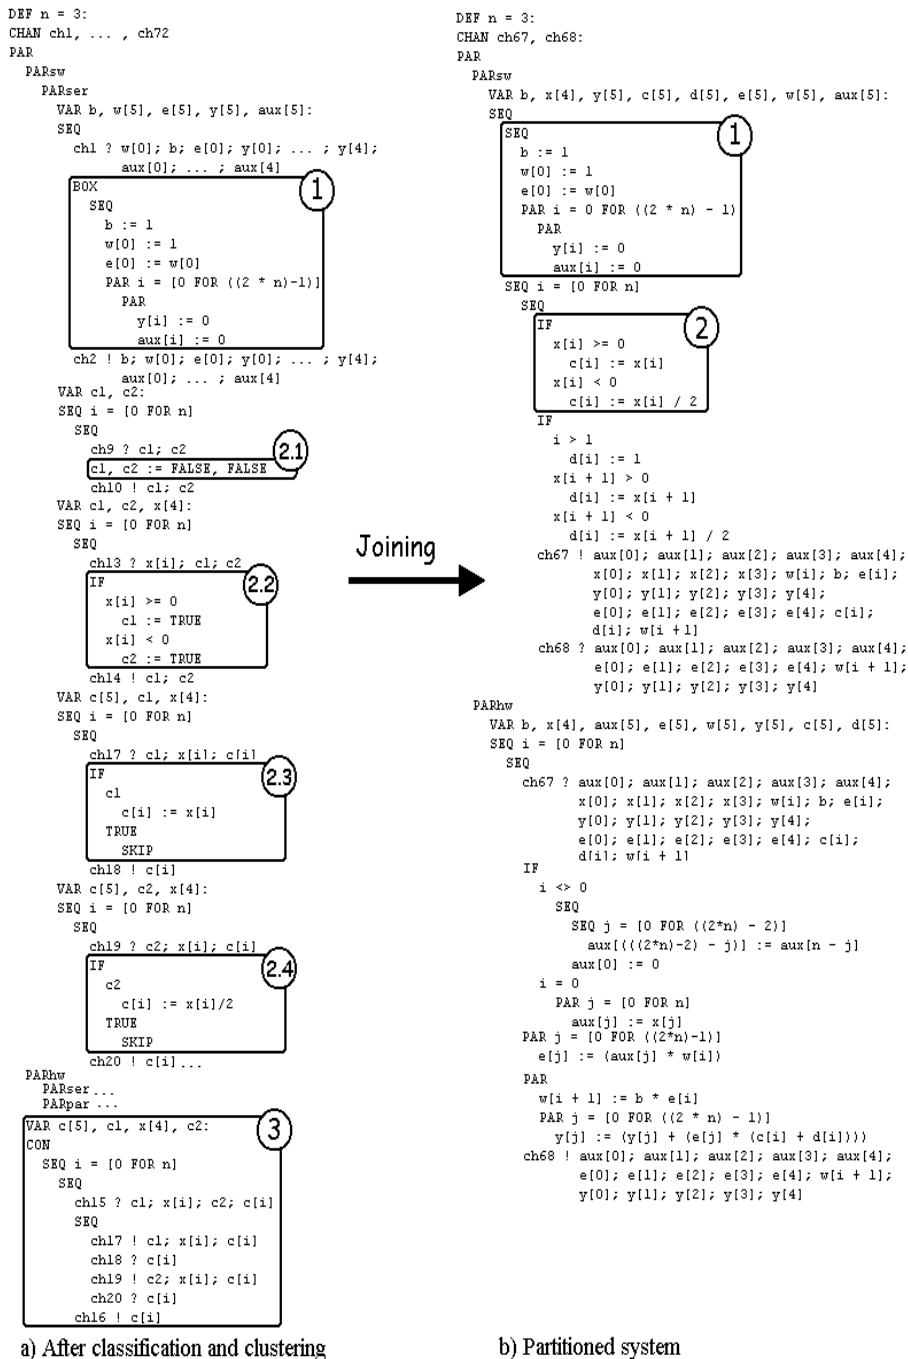 DEF n = 3:
CHAN ch1, ... , ch72
PAR
PARsw
PARser
VAR b, w[5], e[5], y[5], aux[5]:
SEQ
ch1 ? w[0]; b; e[0]; y[0]; ... ; y[4];
aux[0]; ... ; aux[4]
1
BOX
SEQ
b := 1
w[0] := 1
e[0] := w[0]
PAR i = [0 FOR ((2 * n)-1)]
PAR
y[i] := 0
aux[i] := 0
ch2 ! b; w[0]; e[0]; y[0]; ... ; y[4];
aux[0]; ... ; aux[4]
VAR c1, c2:
SEQ i = [0 FOR n]
SEQ
ch9 ? c1; c2
2.1
c1, c2 := FALSE, FALSE
ch10 ! c1; c2
VAR c1, c2, x[4]:
SEQ i = [0 FOR n]
SEQ
ch13 ? x[i]; c1; c2
2.2
IF
x[i] >= 0
c1 := TRUE
x[i] < 0
c2 := TRUE
ch14 ! c1; c2
VAR c[5], c1, x[4]:
SEQ i = [0 FOR n]
SEQ
ch17 ? c1; x[i]; c[i]
2.3
IF
c1
c[i] := x[i]
TRUE
SKIP
ch18 ! c[i]
VAR c[5], c2, x[4]:
SEQ i = [0 FOR n]
SEQ
ch19 ? c2; x[i]; c[i]
2.4
IF
c2
c[i] := x[i]/2
TRUE
SKIP
ch20 ! c[i]...
PARhw
PARser ...
PARpar ...
3
VAR c[5], c1, x[4], c2:
CON
SEQ i = [0 FOR n]
SEQ
ch15 ? c1; x[i]; c2; c[i]
SEQ
ch17 ! c1; x[i]; c[i]
ch18 ? c[i]
ch19 ! c2; x[i]; c[i]
ch20 ? c[i]
ch16 ! c[i]
a) After classification and clustering
Joining
DEF n = 3:
CHAN ch67, ch68:
PAR
PARsw
VAR b, x[4], y[5], c[5], d[5], e[5], w[5], aux[5]:
SEQ
1
SEQ
b := 1
w[0] := 1
e[0] := w[0]
PAR i = 0 FOR ((2 * n) - 1)
PAR
y[i] := 0
aux[i] := 0
SEQ i = [0 FOR n]
SEQ
2
IF
x[i] >= 0
c[i] := x[i]
x[i] < 0
c[i] := x[i] / 2
IF
i > 1
d[i] := 1
x[i + 1] > 0
d[i] := x[i + 1]
x[i + 1] < 0
d[i] := x[i + 1] / 2
ch67 ! aux[0]; aux[1]; aux[2]; aux[3]; aux[4];
x[0]; x[1]; x[2]; x[3]; w[i]; b; e[i];
y[0]; y[1]; y[2]; y[3]; y[4];
e[0]; e[1]; e[2]; e[3]; e[4]; c[i];
d[i]; w[i +1]
ch68 ? aux[0]; aux[1]; aux[2]; aux[3]; aux[4];
e[0]; e[1]; e[2]; e[3]; e[4]; w[i + 1];
y[0]; y[1]; y[2]; y[3]; y[4]
PARhw
VAR b, x[4], aux[5], e[5], w[5], y[5], c[5], d[5]:
SEQ i = [0 FOR n]
SEQ
ch67 ? aux[0]; aux[1]; aux[2]; aux[3]; aux[4];
x[0]; x[1]; x[2]; x[3]; w[i]; b; e[i];
y[0]; y[1]; y[2]; y[3]; y[4];
e[0]; e[1]; e[2]; e[3]; e[4]; c[i];
d[i]; w[i + 1]
IF
i <> 0
SEQ
SEQ j = [0 FOR ((2*n) - 2)]
aux[(((2*n)-2) - j)] := aux[n - j]
aux[0] := 0
i = 0
PAR j = [0 FOR n]
aux[j] := x[j]
PAR j = [0 FOR ((2*n)-1)]
e[j] := (aux[j] * w[i])
PAR
w[i + 1] := b * e[i]
PAR j = [0 FOR ((2 * n) - 1)]
y[j] := (y[j] + (e[j] * (c[i] + d[i])))
ch68 ! aux[0]; aux[1]; aux[2]; aux[3]; aux[4];
e[0]; e[1]; e[2]; e[3]; e[4]; w[i + 1];
y[0]; y[1]; y[2]; y[3]; y[4]
b) Partitioned system